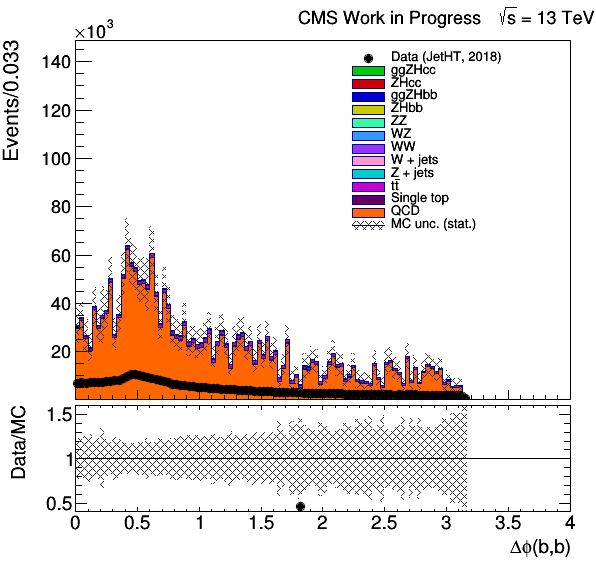 CMS Work in Progress √s = 13 TeV
×10³
Events/0.033
140
120
100
80
60
40
20
Data (JetHT, 2018)
ggZHcc
ZHcc
ggZHbb
ZHbb
ZZ
WZ
WW
W + jets
Z + jets
tt̄
Single top
QCD
MC unc. (stat.)
Data/MC
1.5
1
0.5
0 0.5 1 1.5 2 2.5 3 3.5 4
Δϕ(b,b)